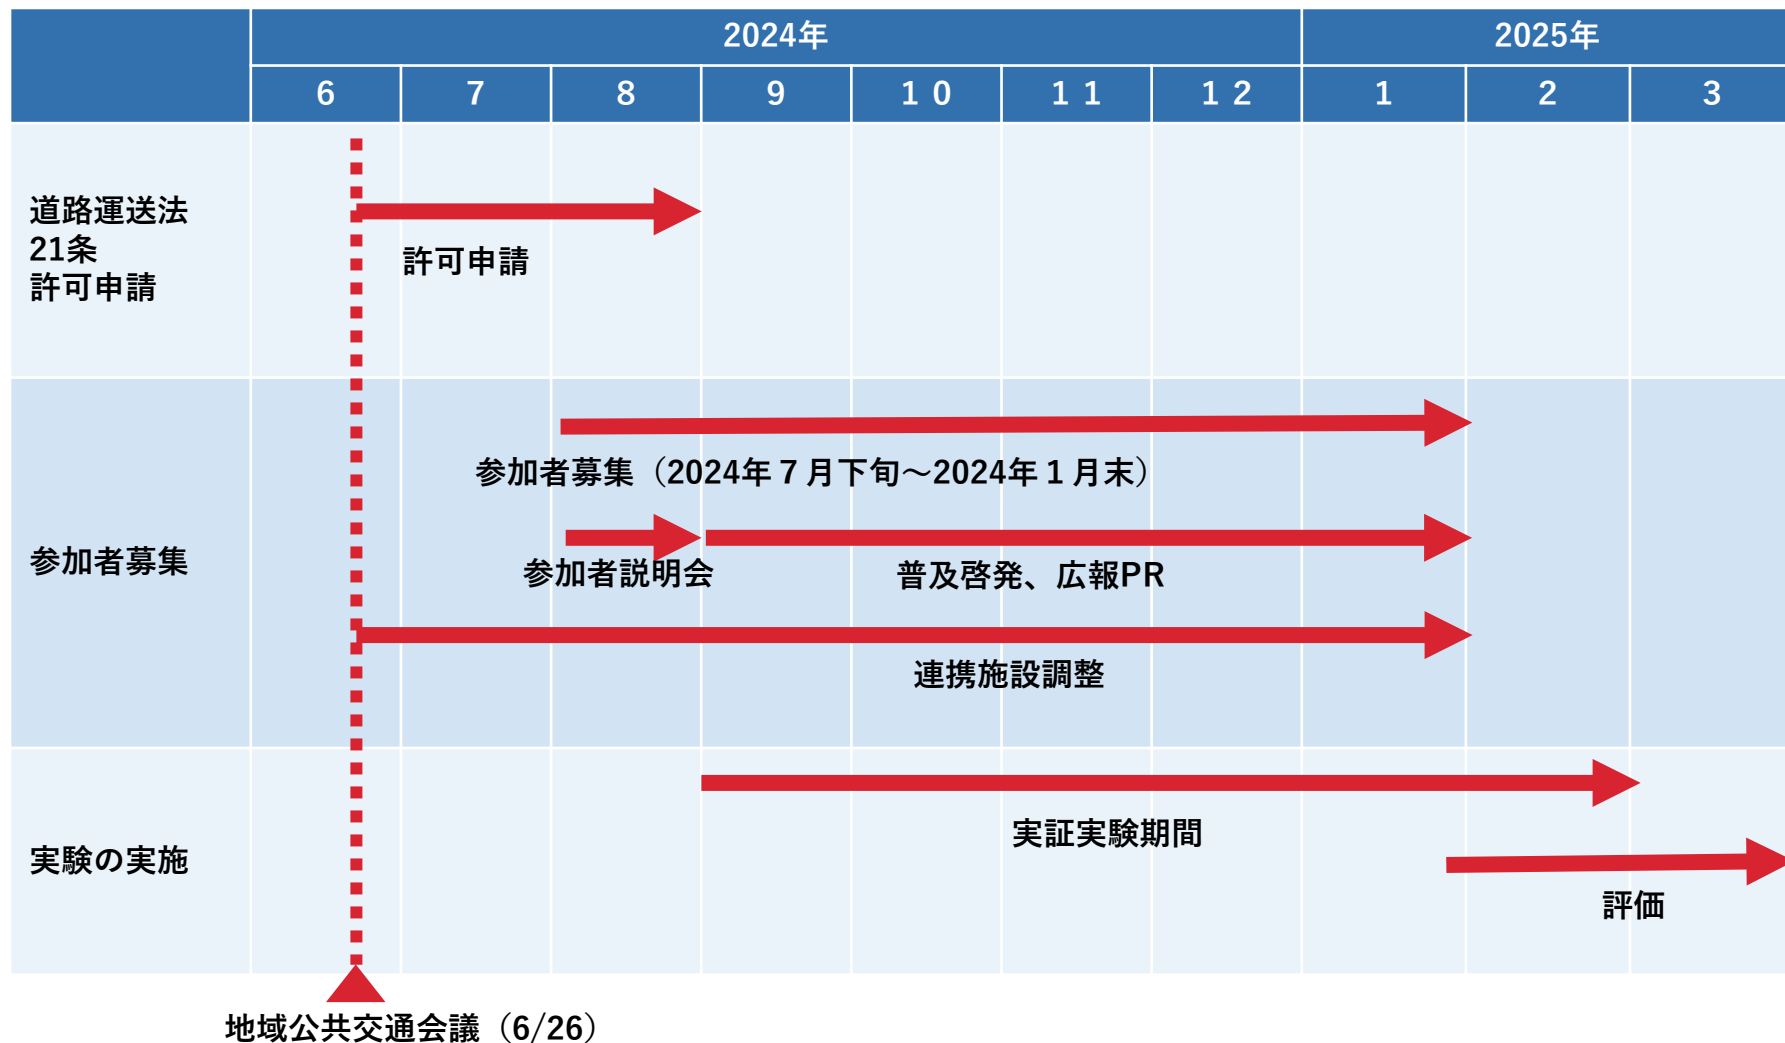 2024年
2025年
6
7
8
9
１０
１１
１２
1
2
3
道路運送法
21条
許可申請
許可申請
参加者募集
参加者募集（2024年７月下旬～2024年１月末）
参加者説明会
普及啓発、広報PR
連携施設調整
実験の実施
実証実験期間
評価
地域公共交通会議（6/26）